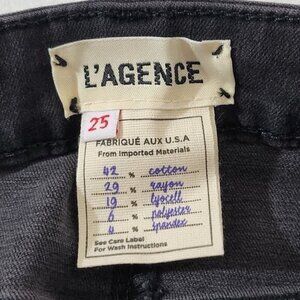 L'AGENCE
25
FABRIQUÉ AUX U.S.A
From Imported Materials
42 % cotton
29 % rayon
19 % lyocell
6 % polyester
4 % spandex
See Care Label
For Wash Instructions